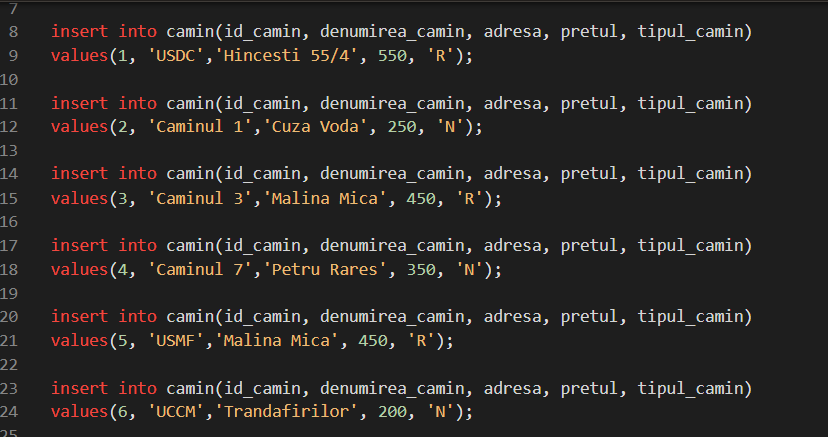 7
8 insert into camin(id_camin, denumirea_camin, adresa, pretul, tipul_camin)
9 values(1, 'USDC','Hincesti 55/4', 550, 'R');
10
11 insert into camin(id_camin, denumirea_camin, adresa, pretul, tipul_camin)
12 values(2, 'Caminul 1','Cuza Voda', 250, 'N');
13
14 insert into camin(id_camin, denumirea_camin, adresa, pretul, tipul_camin)
15 values(3, 'Caminul 3','Malina Mica', 450, 'R');
16
17 insert into camin(id_camin, denumirea_camin, adresa, pretul, tipul_camin)
18 values(4, 'Caminul 7','Petru Rares', 350, 'N');
19
20 insert into camin(id_camin, denumirea_camin, adresa, pretul, tipul_camin)
21 values(5, 'USMF','Malina Mica', 450, 'R');
22
23 insert into camin(id_camin, denumirea_camin, adresa, pretul, tipul_camin)
24 values(6, 'UCCM','Trandafirilor', 200, 'N');
25